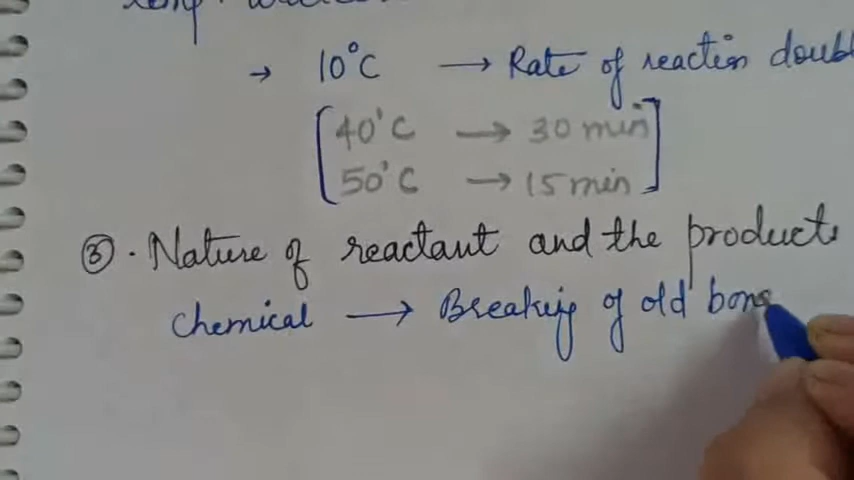 → 10°C → Rate of reaction doubl
40°C → 30 min
50°C → 15 min
③. Nature of reactant and the products
chemical → Breaking of old bon